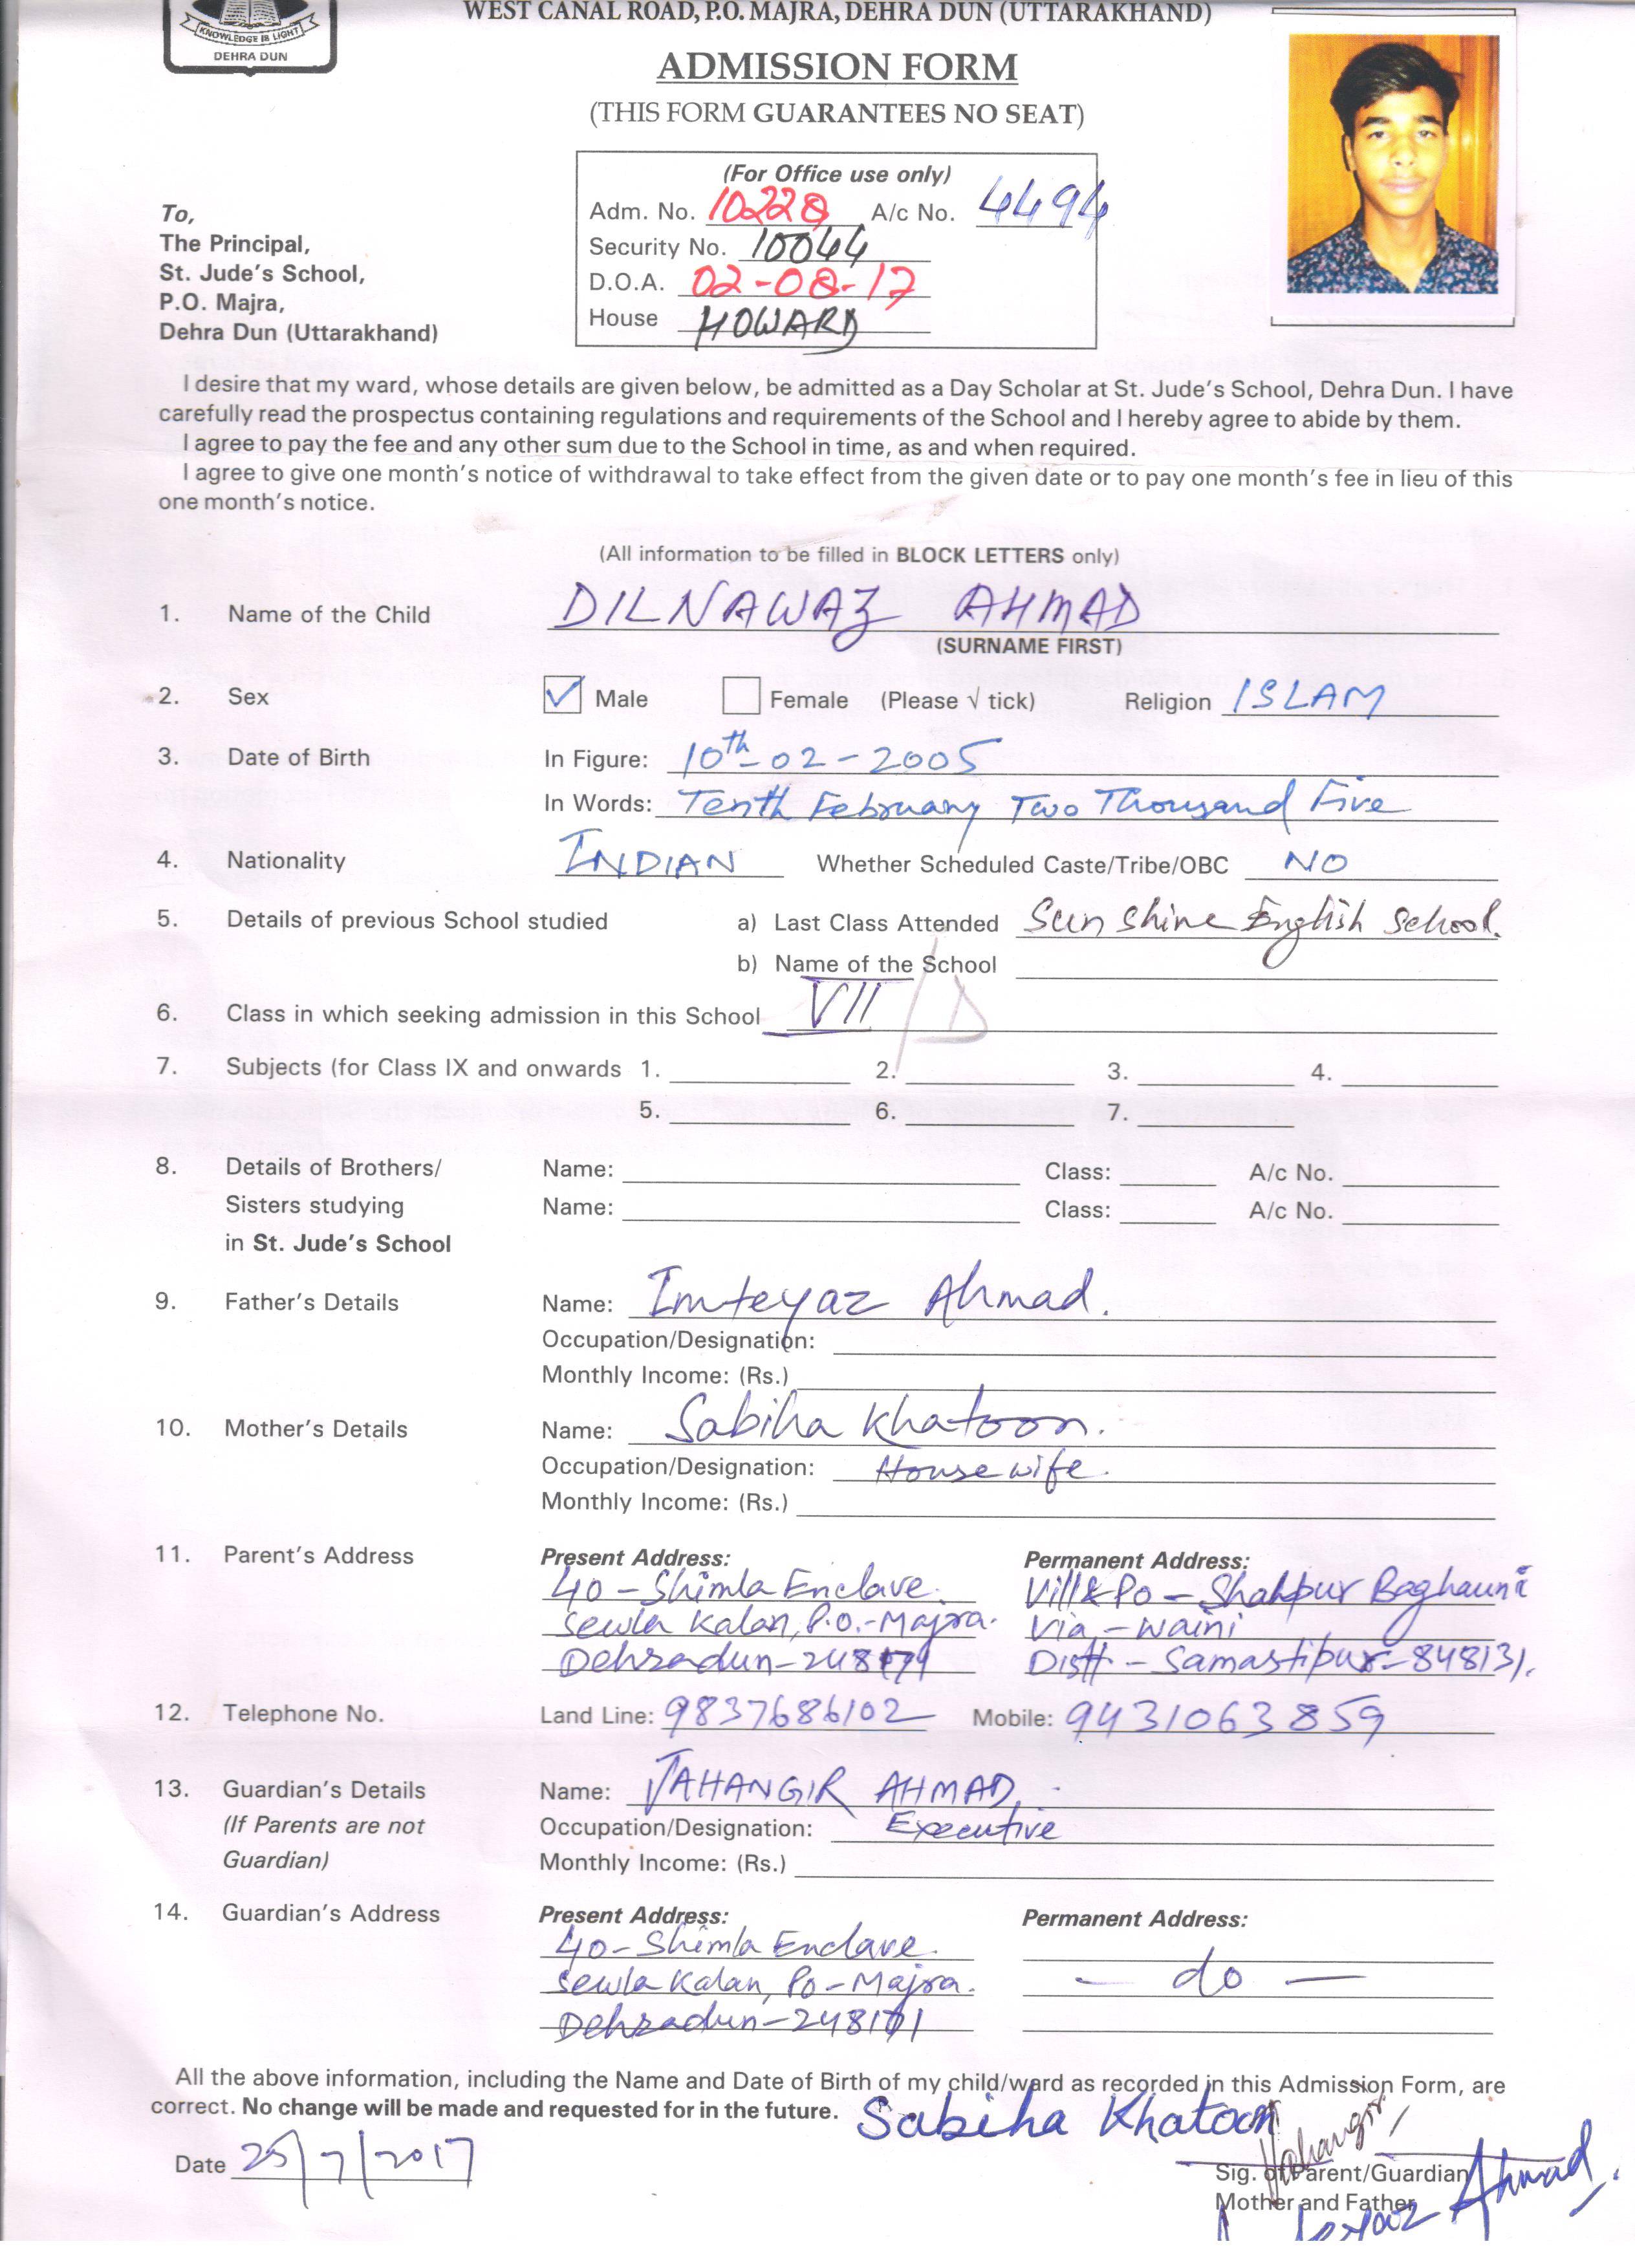 KNOWLEDGE IS LIGHT
DEHRA DUN
WEST CANAL ROAD, P.O. MAJRA, DEHRA DUN (UTTARAKHAND)
ADMISSION FORM
(THIS FORM GUARANTEES NO SEAT)
(For Office use only)
Adm. No. 10228 A/c No. 4494
Security No. 10044
D.O.A. 02-08-17
House HOWARD
To,
The Principal,
St. Jude's School,
P.O. Majra,
Dehra Dun (Uttarakhand)
I desire that my ward, whose details are given below, be admitted as a Day Scholar at St. Jude's School, Dehra Dun. I have
carefully read the prospectus containing regulations and requirements of the School and I hereby agree to abide by them.
I agree to pay the fee and any other sum due to the School in time, as and when required.
I agree to give one month's notice of withdrawal to take effect from the given date or to pay one month's fee in lieu of this
one month's notice.
(All information to be filled in BLOCK LETTERS only)
1. Name of the Child DILNAWAZ AHMAD
(SURNAME FIRST)
2. Sex Male Female (Please √ tick) Religion ISLAM
3. Date of Birth In Figure: 10th-02-2005
In Words: Tenth February Two Thousand Five
4. Nationality INDIAN Whether Scheduled Caste/Tribe/OBC NO
5. Details of previous School studied a) Last Class Attended Sun Shine English School.
b) Name of the School
6. Class in which seeking admission in this School VII / D
7. Subjects (for Class IX and onwards 1. 2. 3. 4.
5. 6. 7.
8. Details of Brothers/ Name: Class: A/c No.
Sisters studying Name: Class: A/c No.
in St. Jude's School
9. Father's Details Name: Imteyaz Ahmad.
Occupation/Designation:
Monthly Income: (Rs.)
10. Mother's Details Name: Sabiha Khatoon.
Occupation/Designation: House wife.
Monthly Income: (Rs.)
11. Parent's Address Present Address: Permanent Address:
40-Shimla Enclave. Vill& Po - Shahpur Baghauni
Sewla Kalan, P.O.-Majra. Via - Waini
Dehradun- Distt - Samastipur-848131.
12. Telephone No. Land Line: 9837686102 Mobile: 9431063859
13. Guardian's Details Name: JAHANGIR AHMAD.
(If Parents are not Occupation/Designation: Executive
Guardian) Monthly Income: (Rs.)
14. Guardian's Address Present Address: Permanent Address:
40-Shimla Enclave.
Sewla Kalan, Po-Majra. - do -
Dehradun-
All the above information, including the Name and Date of Birth of my child/ward as recorded in this Admission Form, are
correct. No change will be made and requested for in the future. Sabiha Khatoon
Jahangir
Date 25/7/2017
Sig. of Parent/Guardian
Mother and Father
Ahmad.